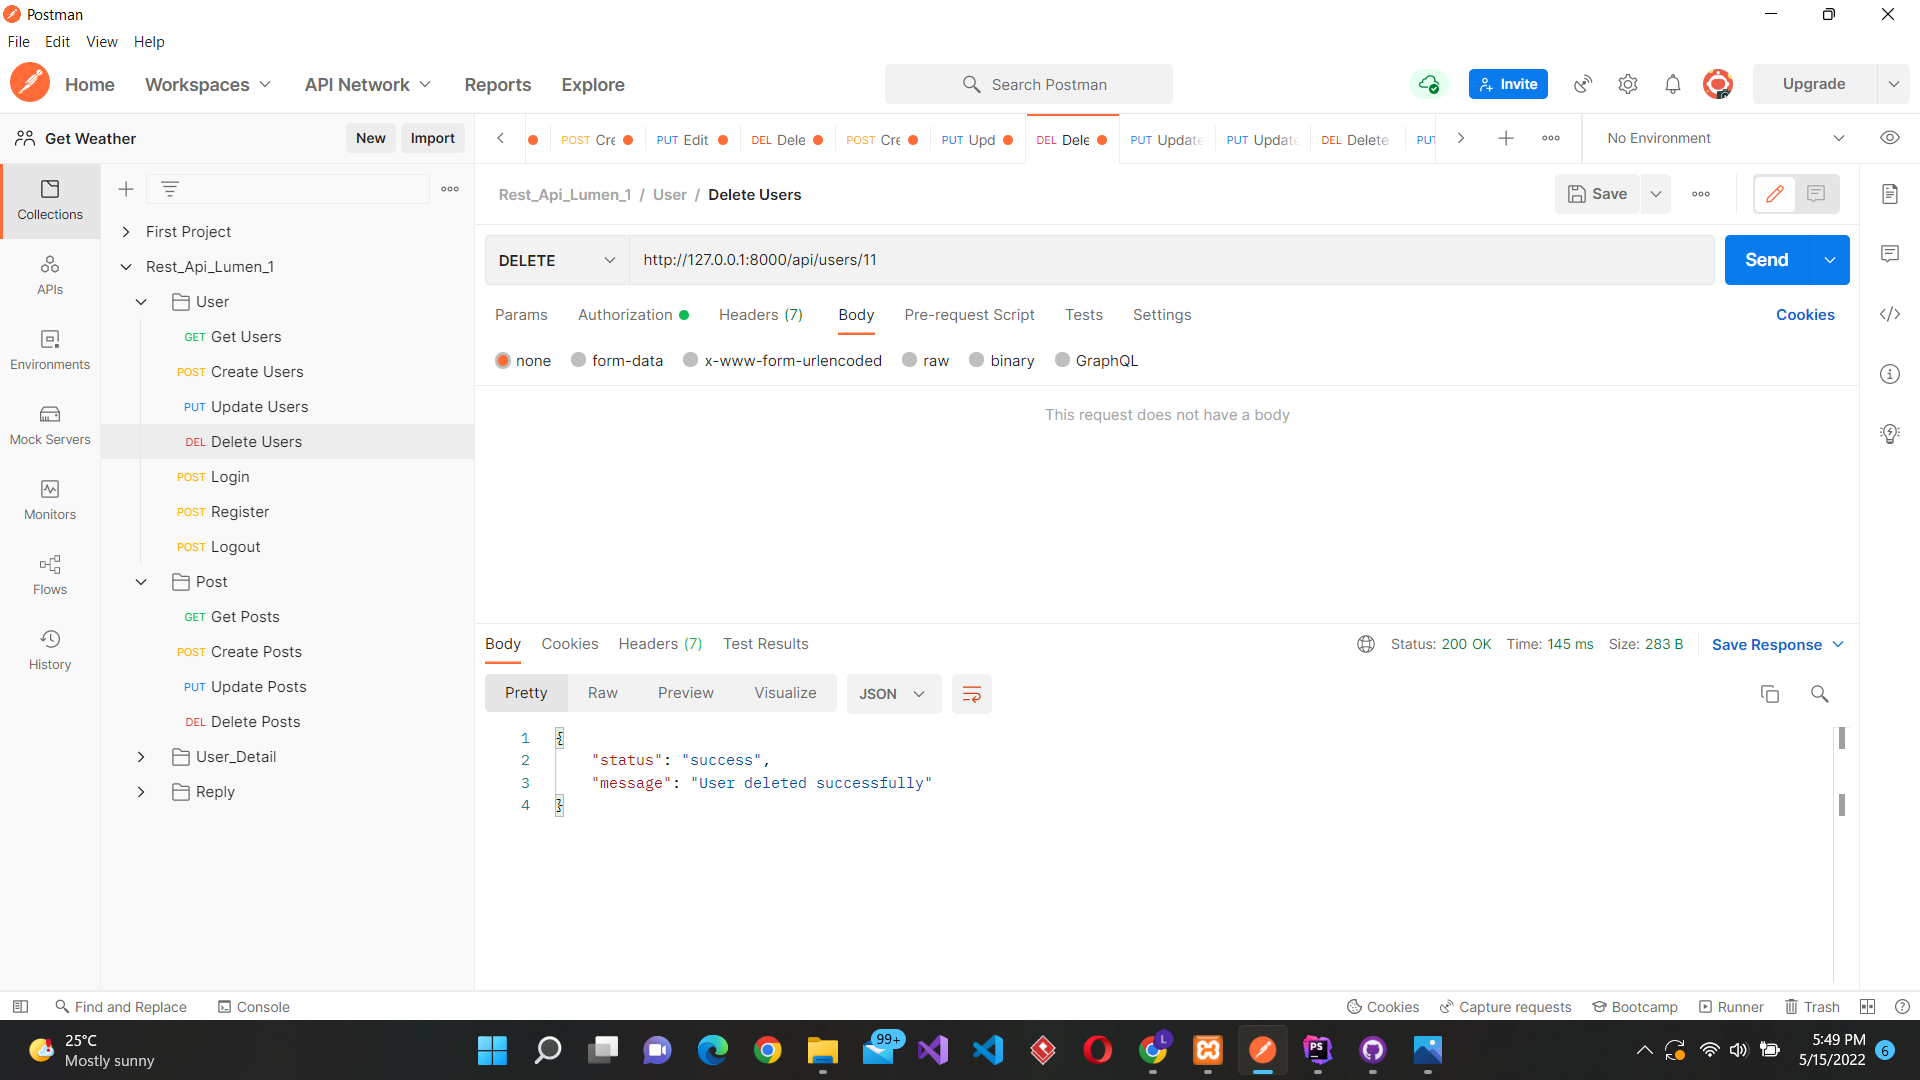 Postman
File Edit View Help
Home Workspaces API Network Reports Explore Search Postman Invite Upgrade
Get Weather New Import POST Cre PUT Edit DEL Dele POST Cre PUT Upd DEL Dele PUT Update PUT Update DEL Delete PUT No Environment
Collections
APIs
Environments
Mock Servers
Monitors
Flows
History
First Project
Rest_Api_Lumen_1
User
GET Get Users
POST Create Users
PUT Update Users
DEL Delete Users
POST Login
POST Register
POST Logout
Post
GET Get Posts
POST Create Posts
PUT Update Posts
DEL Delete Posts
User_Detail
Reply
Rest_Api_Lumen_1 / User / Delete Users Save
DELETE http://127.0.0.1:8000/api/users/11 Send
Params Authorization Headers (7) Body Pre-request Script Tests Settings Cookies
none form-data x-www-form-urlencoded raw binary GraphQL
This request does not have a body
Body Cookies Headers (7) Test Results Status: 200 OK Time: 145 ms Size: 283 B Save Response
Pretty Raw Preview Visualize JSON
1 {
2 "status": "success",
3 "message": "User deleted successfully"
4 }
Find and Replace Console Cookies Capture requests Bootcamp Runner Trash
25°C
Mostly sunny
99+
L
PS
5:49 PM
5/15/2022
6